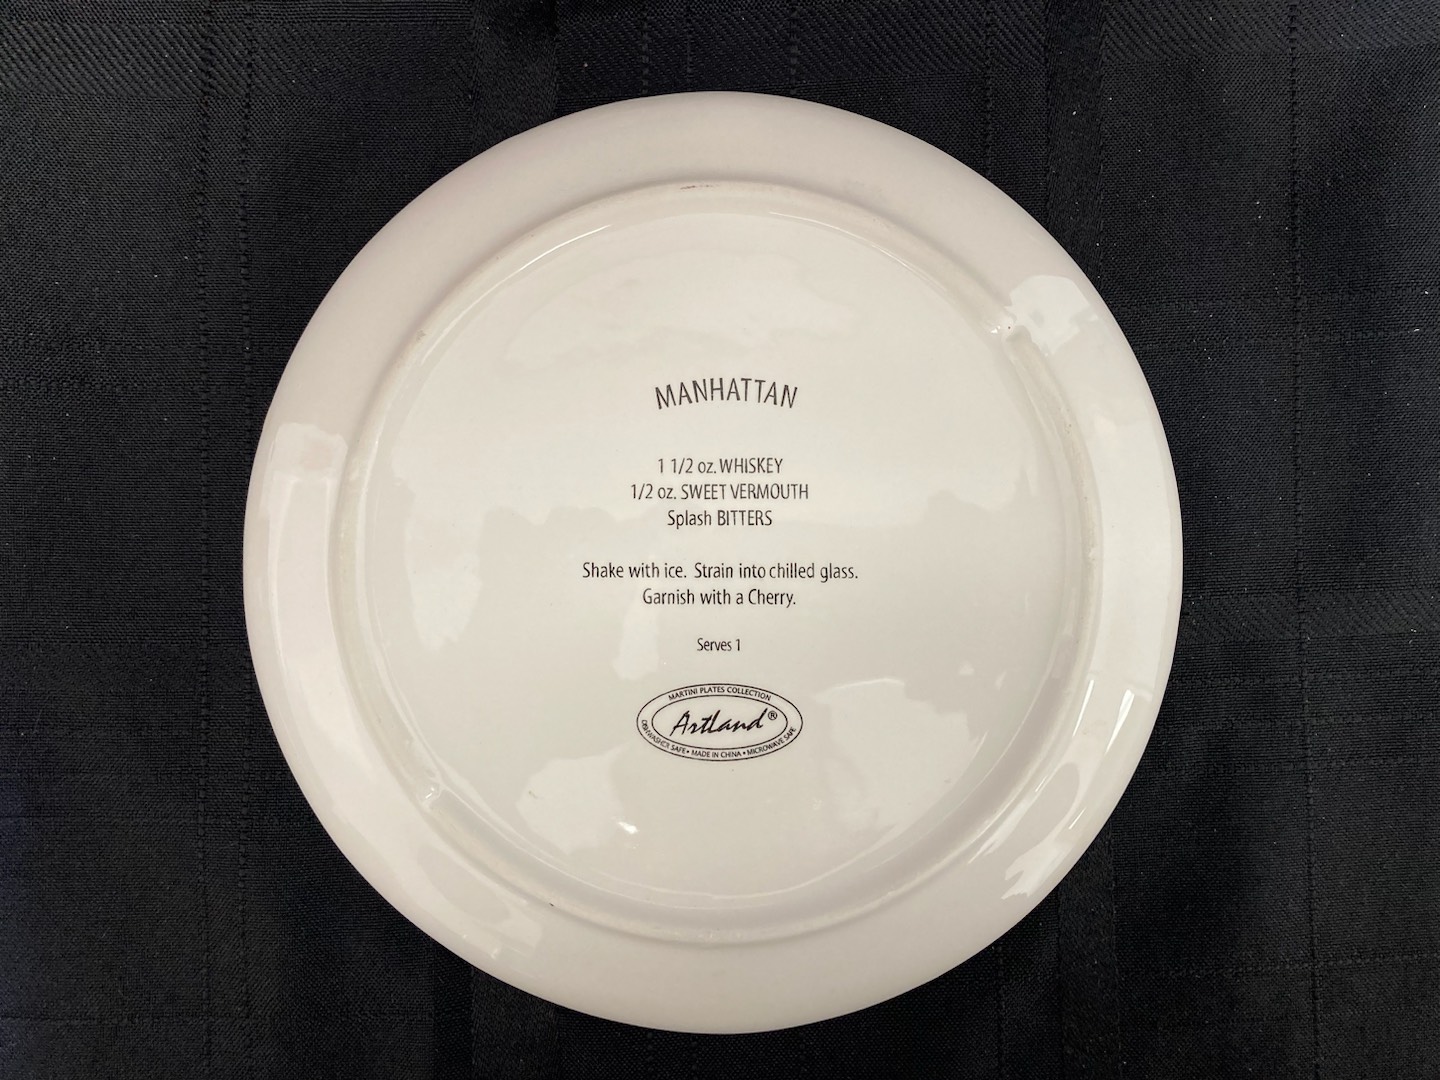 MANHATTAN
1 1/2 oz. WHISKEY
1/2 oz. SWEET VERMOUTH
Splash BITTERS
Shake with ice. Strain into chilled glass.
Garnish with a Cherry.
Serves 1
MARTINI PLATES COLLECTION
Artland®
DISHWASHER SAFE • MADE IN CHINA • MICROWAVE SAFE